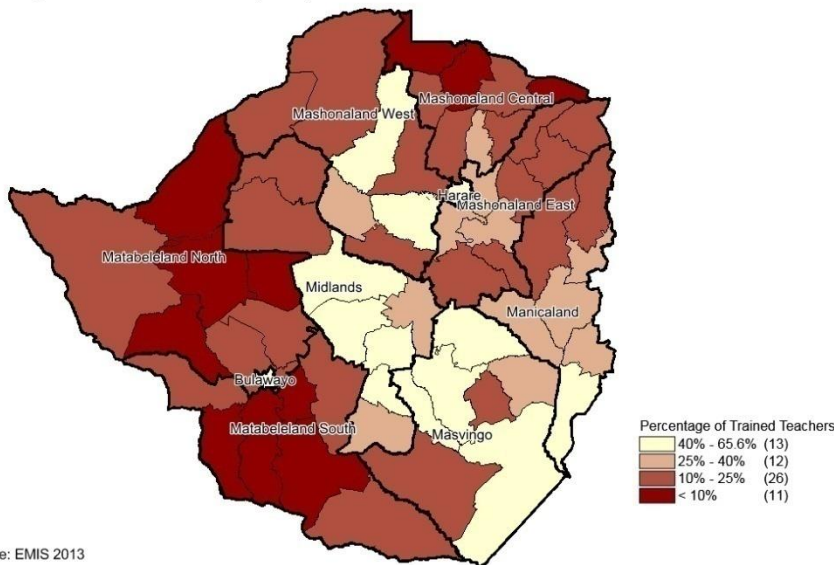 Mashonaland West
Mashonaland Central
Harare
Mashonaland East
Matabeleland North
Midlands
Manicaland
Bulawayo
Matabeleland South
Masvingo
Percentage of Trained Teachers
40% - 65.6% (13)
25% - 40% (12)
10% - 25% (26)
< 10% (11)
e: EMIS 2013